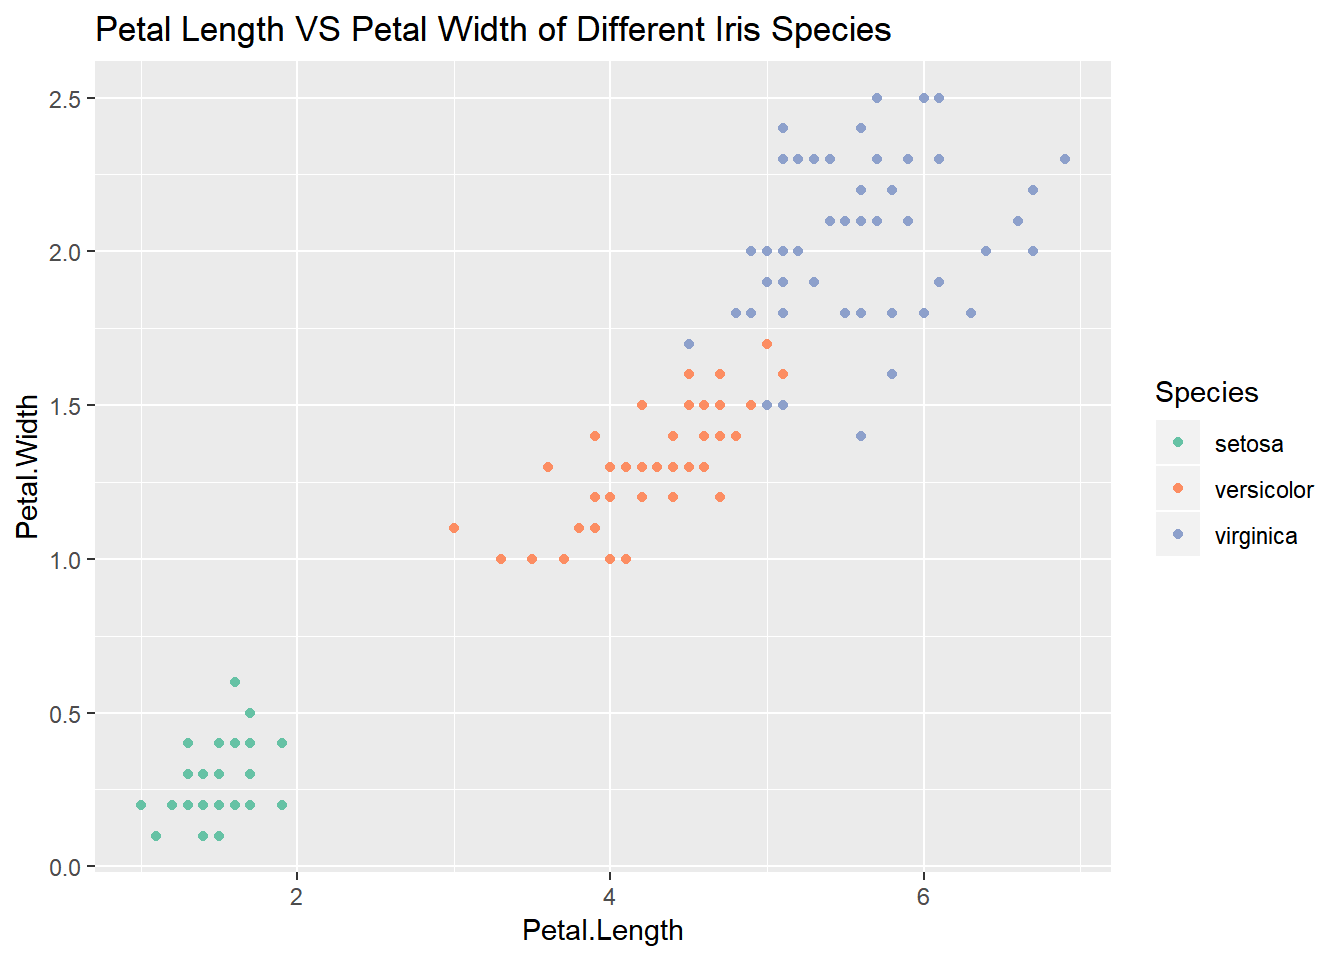 Petal Length VS Petal Width of Different Iris Species
2.5
2.0
1.5
1.0
0.5
0.0
Petal.Width
2
4
6
Petal.Length
Species
setosa
versicolor
virginica